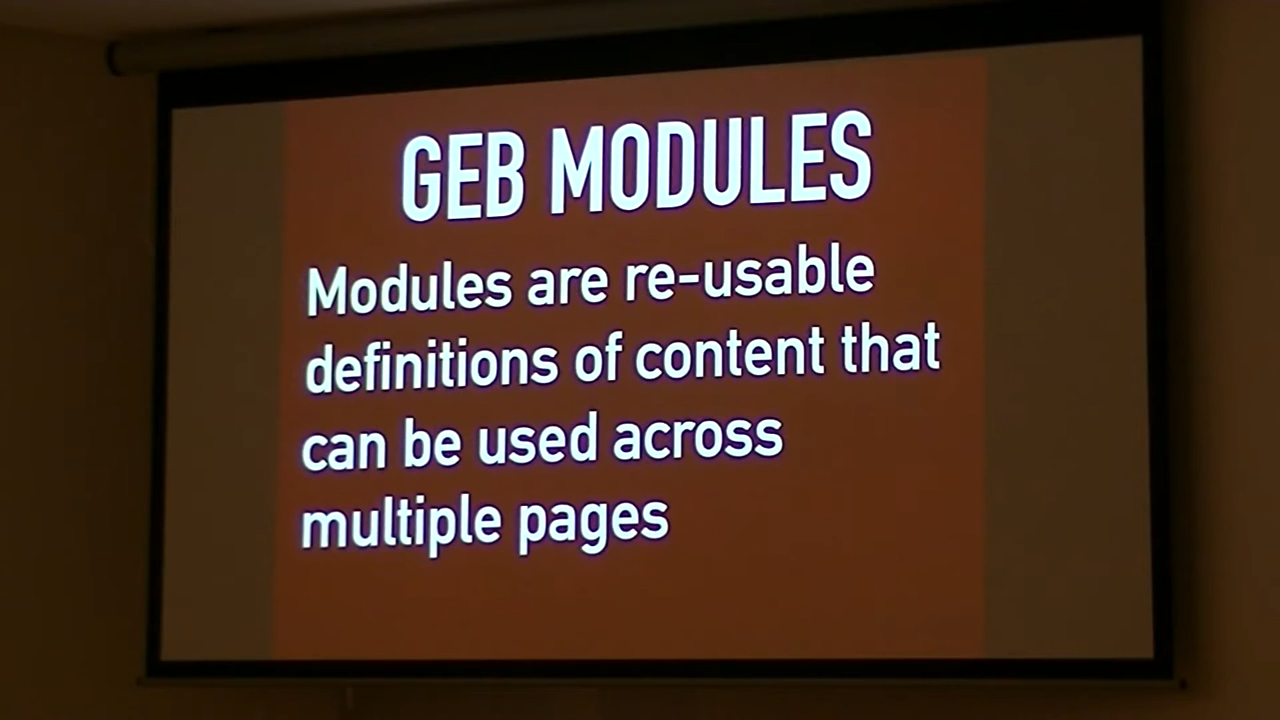 GEB MODULES
Modules are re-usable
definitions of content that
can be used across
multiple pages